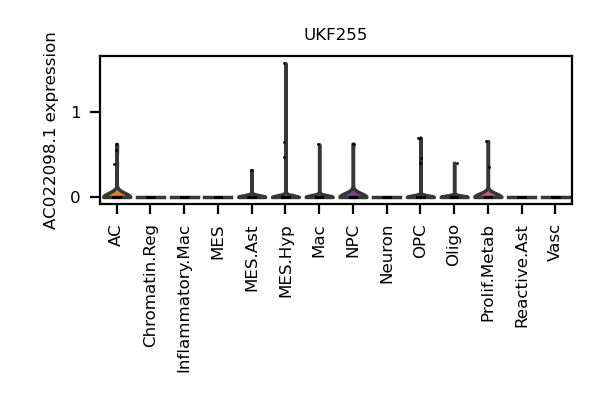 UKF255
AC022098.1 expression
1
0
AC
Chromatin.Reg
Inflammatory.Mac
MES
MES.Ast
MES.Hyp
Mac
NPC
Neuron
OPC
Oligo
Prolif.Metab
Reactive.Ast
Vasc